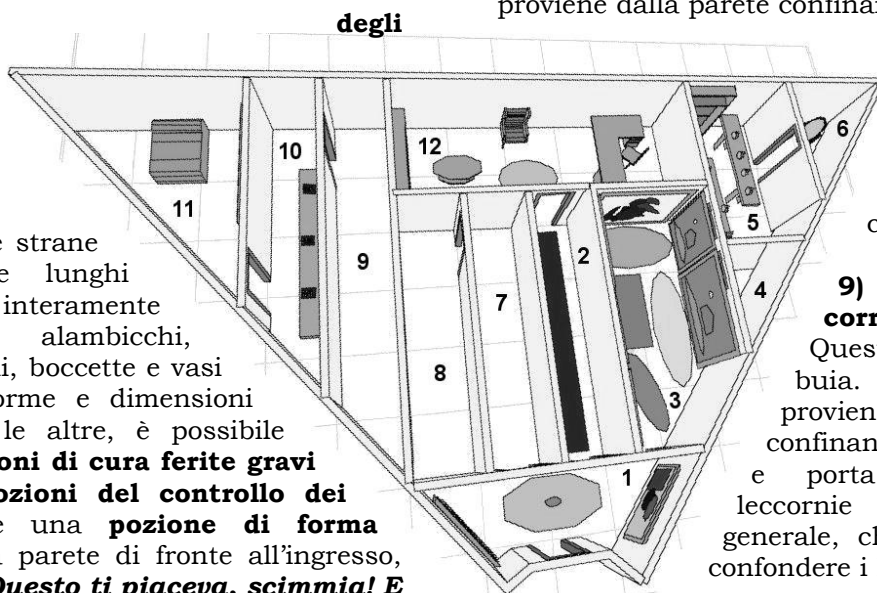 degli
proviene dalla parete confinan
e strane
e lunghi
interamente
alambicchi,
i, boccette e vasi
orme e dimensioni
le altre, è possibile
oni di cura ferite gravi
ozioni del controllo dei
e una pozione di forma
parete di fronte all'ingresso,
Questo ti piaceva, scimmia! E
9)
corr
Quest
buia.
provien
confinan
e porta
leccornie
generale, cl
confondere i
10
11
12
9
8
7
2
3
1
4
5
6